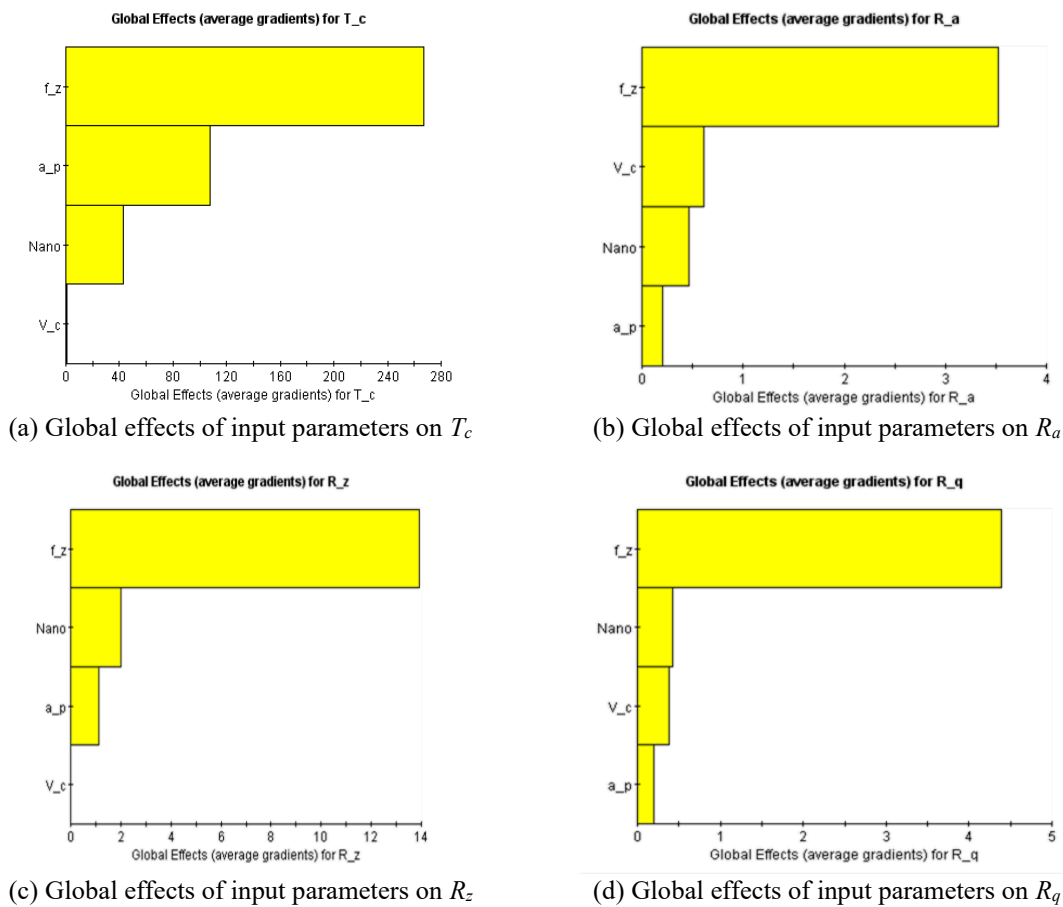 Global Effects (average gradients) for T_c
f_z
a_p
Nano
V_c
0 40 80 120 160 200 240 280
Global Effects (average gradients) for T_c
(a) Global effects of input parameters on T_c
Global Effects (average gradients) for R_a
f_z
V_c
Nano
a_p
0 1 2 3 4
Global Effects (average gradients) for R_a
(b) Global effects of input parameters on R_a
Global Effects (average gradients) for R_z
f_z
Nano
a_p
V_c
0 2 4 6 8 10 12 14
Global Effects (average gradients) for R_z
(c) Global effects of input parameters on R_z
Global Effects (average gradients) for R_q
f_z
Nano
V_c
a_p
0 1 2 3 4 5
Global Effects (average gradients) for R_q
(d) Global effects of input parameters on R_q